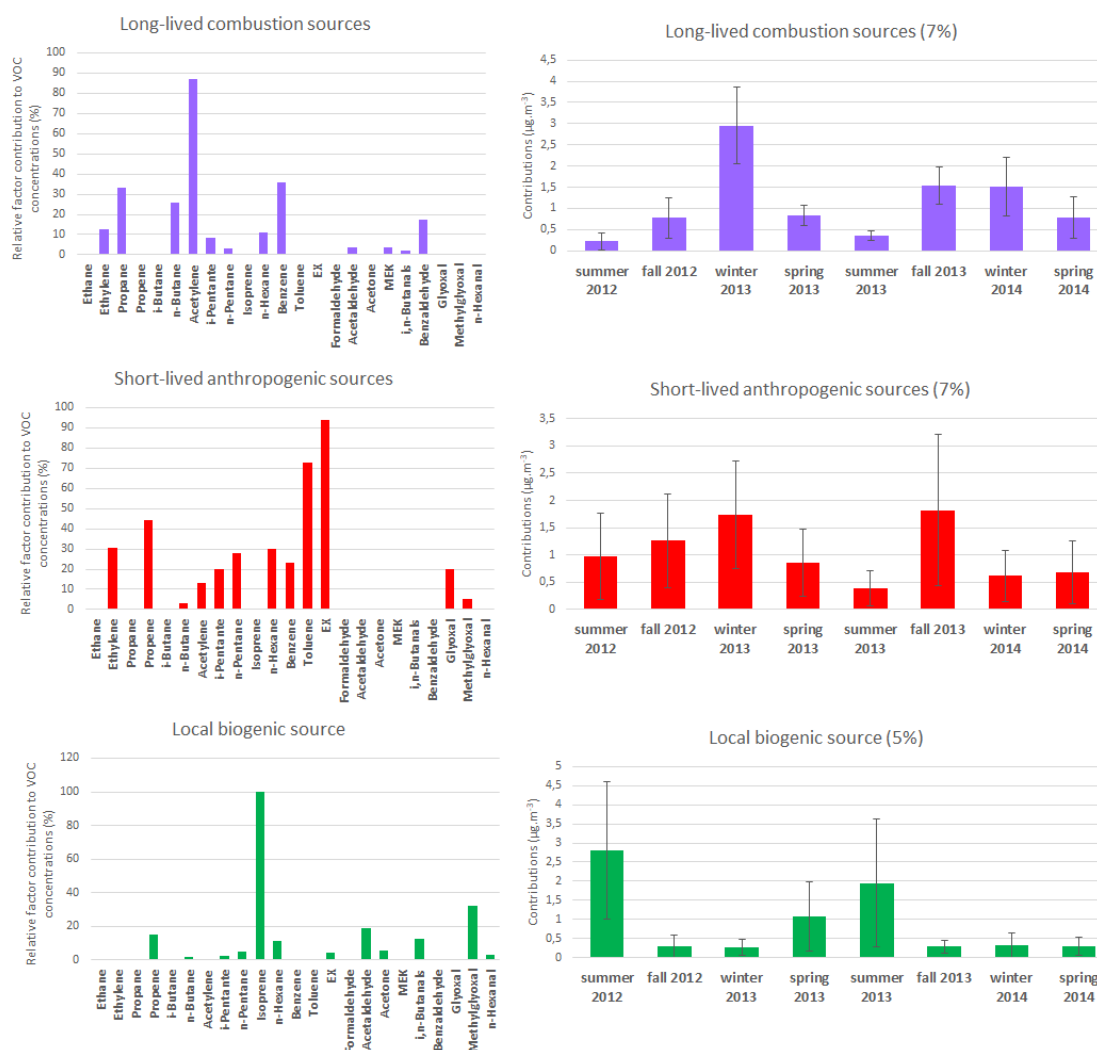 Long-lived combustion sources
Relative factor contribution to VOC
concentrations (%)
100
90
80
70
60
50
40
30
20
10
0
Ethane
Ethylene
Propane
Propene
i-Butane
n-Butane
Acetylene
i-Pentante
n-Pentane
Isoprene
n-Hexane
Benzene
Toluene
EX
Formaldehyde
Acetaldehyde
Acetone
MEK
i,n-Butanals
Benzaldehyde
Glyoxal
Methylglyoxal
n-Hexanal
Long-lived combustion sources (7%)
Contributions (µg.m-3)
4,5
4
3,5
3
2,5
2
1,5
1
0,5
0
summer
2012
fall 2012
winter
2013
spring
2013
summer
2013
fall 2013
winter
2014
spring
2014
Short-lived anthropogenic sources
Relative factor contribution to VOC
concentrations (%)
100
90
80
70
60
50
40
30
20
10
0
Ethane
Ethylene
Propane
Propene
i-Butane
n-Butane
Acetylene
i-Pentante
n-Pentane
Isoprene
n-Hexane
Benzene
Toluene
EX
Formaldehyde
Acetaldehyde
Acetone
MEK
i,n-Butanals
Benzaldehyde
Glyoxal
Methylglyoxal
n-Hexanal
Short-lived anthropogenic sources (7%)
Contributions (µg.m-3)
3,5
3
2,5
2
1,5
1
0,5
0
summer
2012
fall 2012
winter
2013
spring
2013
summer
2013
fall 2013
winter
2014
spring
2014
Local biogenic source
Relative factor contribution to VOC
concentrations (%)
120
100
80
60
40
20
0
Ethane
Ethylene
Propane
Propene
i-Butane
n-Butane
Acetylene
i-Pentante
n-Pentane
Isoprene
n-Hexane
Benzene
Toluene
EX
Formaldehyde
Acetaldehyde
Acetone
MEK
i,n-Butanals
Benzaldehyde
Glyoxal
Methylglyoxal
n-Hexanal
Local biogenic source (5%)
Contributions (µg.m-3)
5
4,5
4
3,5
3
2,5
2
1,5
1
0,5
0
summer
2012
fall 2012
winter
2013
spring
2013
summer
2013
fall 2013
winter
2014
spring
2014